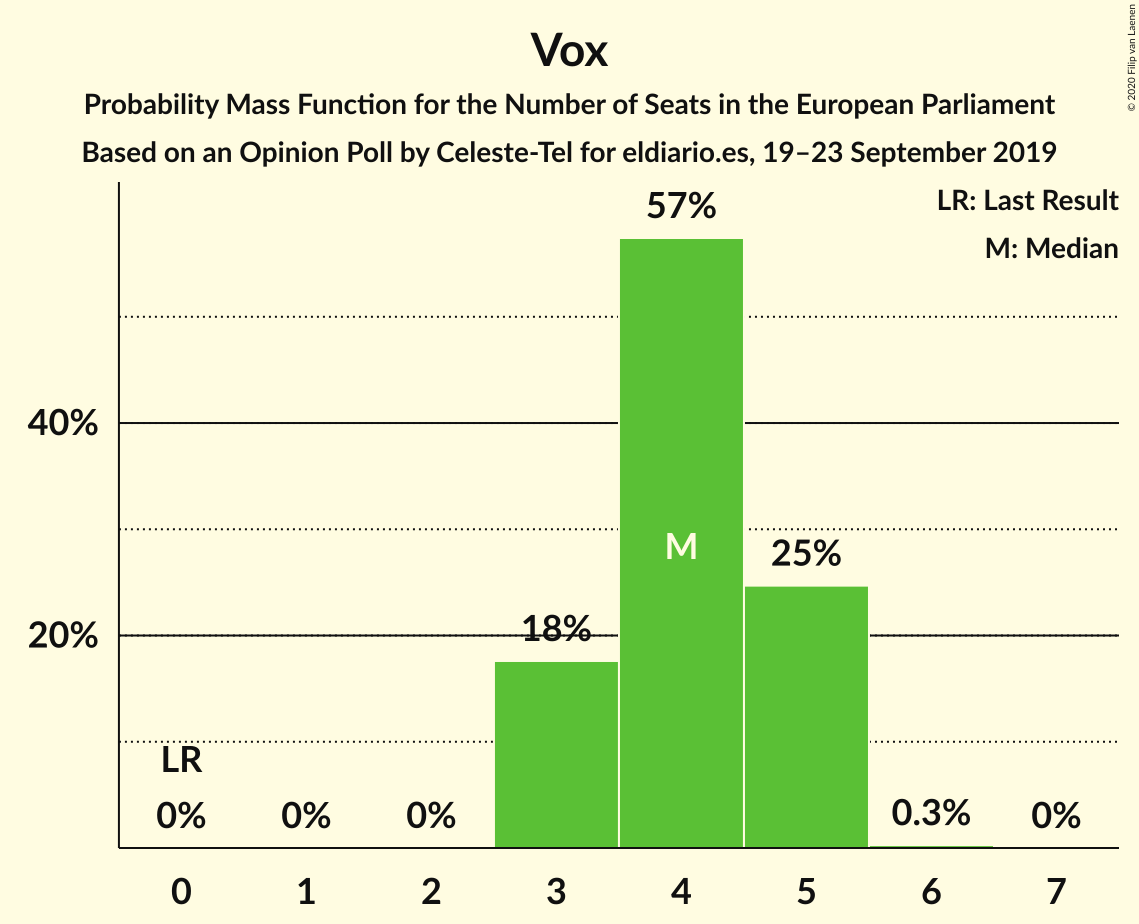 Vox
Probability Mass Function for the Number of Seats in the European Parliament
Based on an Opinion Poll by Celeste-Tel for eldiario.es, 19–23 September 2019
© 2020 Filip van Laenen
LR: Last Result
M: Median
57%
40%
M
25%
20%
18%
LR
0%
0%
0%
0.3%
0%
0 1 2 3 4 5 6 7